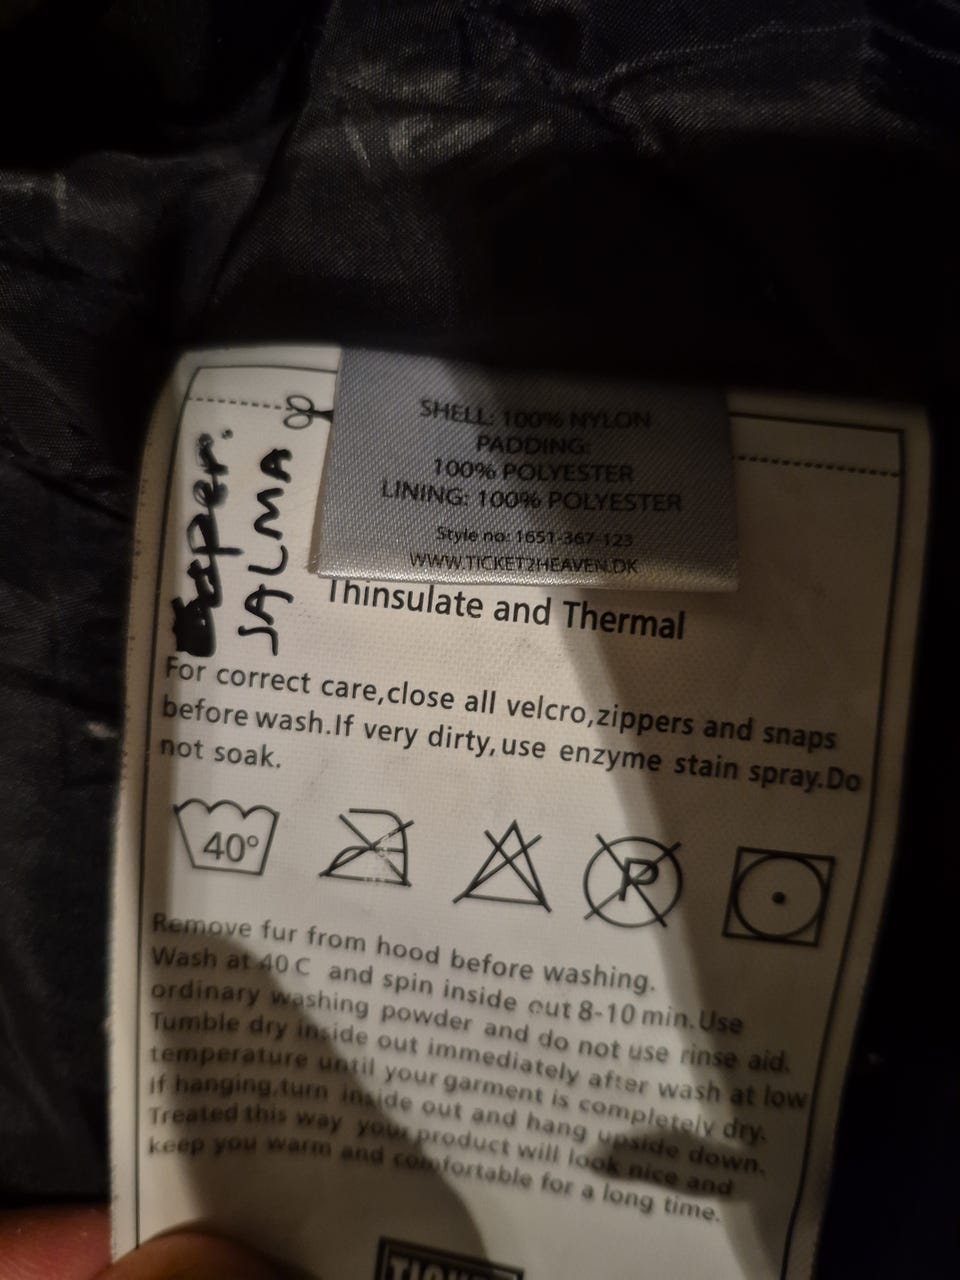 SALMA
SHELL: 100% NYLON
PADDING:
100% POLYESTER
LINING: 100% POLYESTER
Style no: 1651-367-123
WWW.TICKET2HEAVEN.DK
Thinsulate and Thermal
For correct care,close all velcro,zippers and snaps
before wash.If very dirty,use enzyme stain spray.Do
not soak.
40°
P
Remove fur from hood before washing.
Wash at 40 C and spin inside out 8-10 min.Use
ordinary washing powder and do not use rinse aid.
Tumble dry inside out immediately after wash at low
temperature until your garment is completely dry.
If hanging,turn inside out and hang upside down.
Treated this way your product will look nice and
keep you warm and comfortable for a long time.